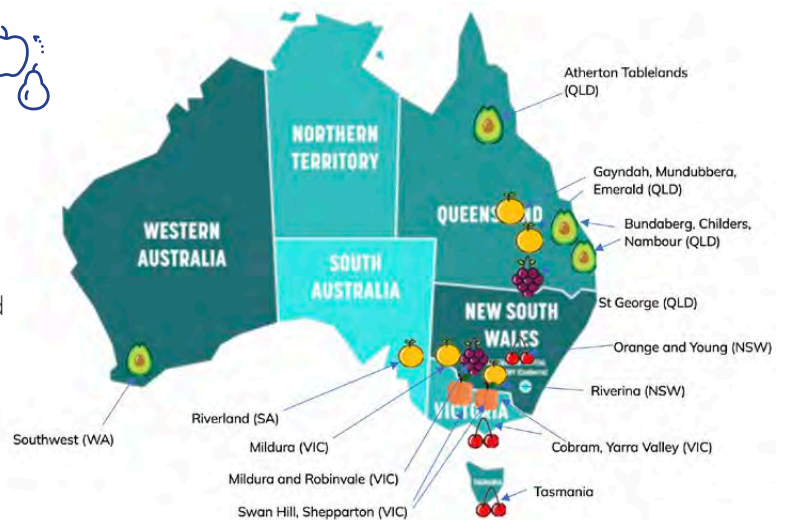 Atherton Tablelands
(QLD)
NORTHERN
TERRITORY
Gayndah, Mundubbera,
Emerald (QLD)
WESTERN
AUSTRALIA
Bundaberg, Childers,
Nambour (QLD)
SOUTH
AUSTRALIA
St George (QLD)
NEW SOUTH
WALES
Orange and Young (NSW)
Riverina (NSW)
VICTORIA
Riverland (SA)
Southwest (WA)
Mildura (VIC)
Cobram, Yarra Valley (VIC)
Mildura and Robinvale (VIC)
TASMANIA
Tasmania
Swan Hill, Shepparton (VIC)